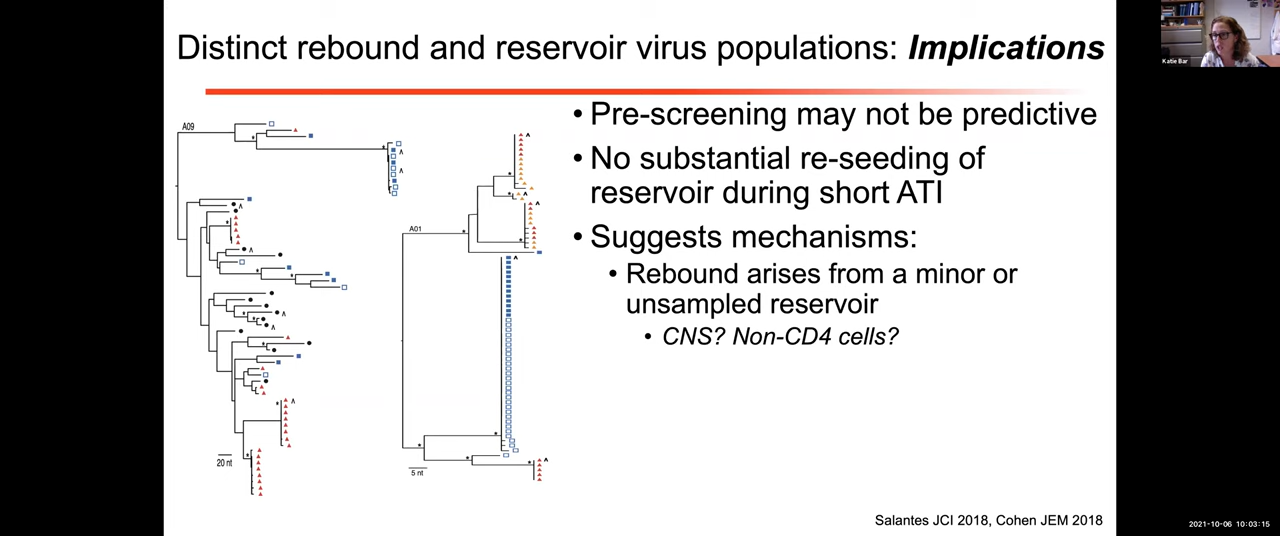 Distinct rebound and reservoir virus populations: Implications
Katie Bar
A09
20 nt
A01
5 nt
• Pre-screening may not be predictive
• No substantial re-seeding of
reservoir during short ATI
• Suggests mechanisms:
• Rebound arises from a minor or
unsampled reservoir
• CNS? Non-CD4 cells?
Salantes JCI 2018, Cohen JEM 2018
2021-10-06 10:03:15